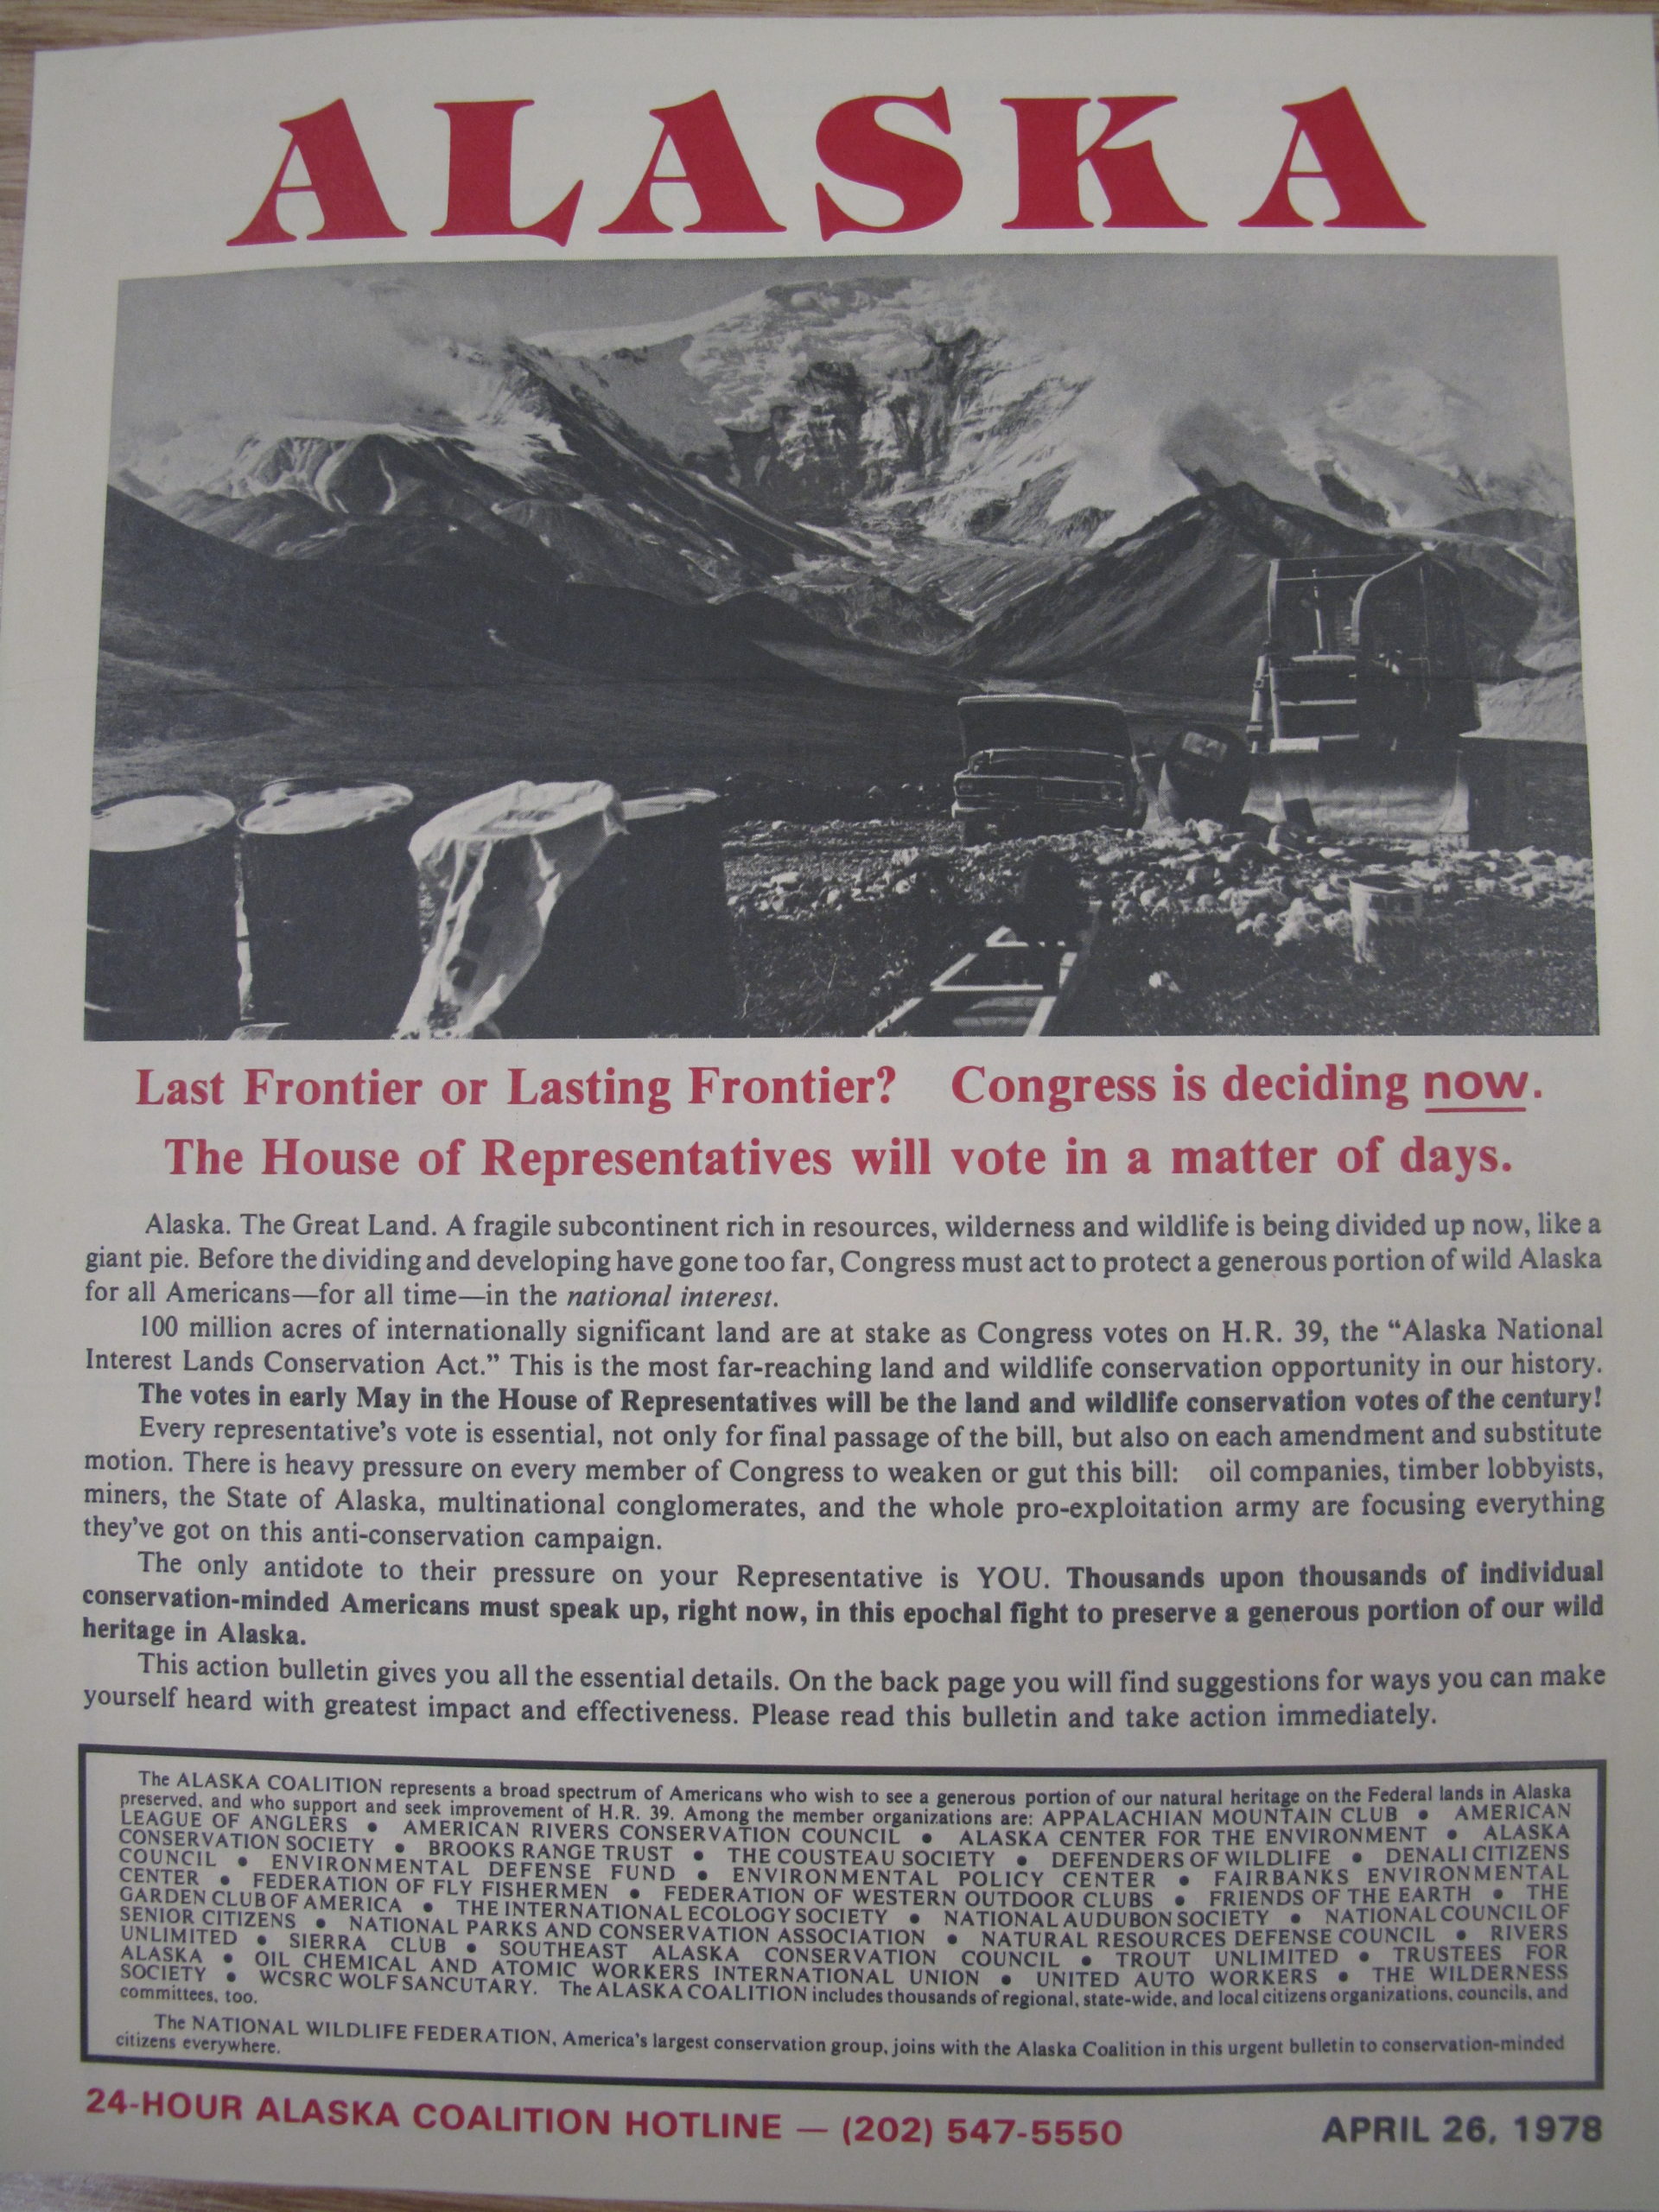 ALASKA
Last Frontier or Lasting Frontier? Congress is deciding now.
The House of Representatives will vote in a matter of days.
Alaska. The Great Land. A fragile subcontinent rich in resources, wilderness and wildlife is being divided up now, like a
giant pie. Before the dividing and developing have gone too far, Congress must act to protect a generous portion of wild Alaska
for all Americans—for all time—in the national interest.
100 million acres of internationally significant land are at stake as Congress votes on H.R. 39, the “Alaska National
Interest Lands Conservation Act.” This is the most far-reaching land and wildlife conservation opportunity in our history.
The votes in early May in the House of Representatives will be the land and wildlife conservation votes of the century!
Every representative’s vote is essential, not only for final passage of the bill, but also on each amendment and substitute
motion. There is heavy pressure on every member of Congress to weaken or gut this bill: oil companies, timber lobbyists,
miners, the State of Alaska, multinational conglomerates, and the whole pro-exploitation army are focusing everything
they’ve got on this anti-conservation campaign.
The only antidote to their pressure on your Representative is YOU. Thousands upon thousands of individual
conservation-minded Americans must speak up, right now, in this epochal fight to preserve a generous portion of our wild
heritage in Alaska.
This action bulletin gives you all the essential details. On the back page you will find suggestions for ways you can make
yourself heard with greatest impact and effectiveness. Please read this bulletin and take action immediately.
The ALASKA COALITION represents a broad spectrum of Americans who wish to see a generous portion of our natural heritage on the Federal lands in Alaska
preserved, and who support and seek improvement of H.R. 39. Among the member organizations are: APPALACHIAN MOUNTAIN CLUB • AMERICAN
LEAGUE OF ANGLERS • AMERICAN RIVERS CONSERVATION COUNCIL • ALASKA CENTER FOR THE ENVIRONMENT • ALASKA
CONSERVATION SOCIETY • BROOKS RANGE TRUST • THE COUSTEAU SOCIETY • DEFENDERS OF WILDLIFE • DENALI CITIZENS
COUNCIL • ENVIRONMENTAL DEFENSE FUND • ENVIRONMENTAL POLICY CENTER • FAIRBANKS ENVIRONMENTAL
CENTER • FEDERATION OF FLY FISHERMEN • FEDERATION OF WESTERN OUTDOOR CLUBS • FRIENDS OF THE EARTH • THE
GARDEN CLUB OF AMERICA • THE INTERNATIONAL ECOLOGY SOCIETY • NATIONAL AUDUBON SOCIETY • NATIONAL COUNCIL OF
SENIOR CITIZENS • NATIONAL PARKS AND CONSERVATION ASSOCIATION • NATURAL RESOURCES DEFENSE COUNCIL • RIVERS
UNLIMITED • SIERRA CLUB • SOUTHEAST ALASKA CONSERVATION COUNCIL • TROUT UNLIMITED • TRUSTEES FOR
ALASKA • OIL CHEMICAL AND ATOMIC WORKERS INTERNATIONAL UNION • UNITED AUTO WORKERS • THE WILDERNESS
SOCIETY • WCSRC WOLF SANCUTARY. The ALASKA COALITION includes thousands of regional, state-wide, and local citizens organizations, councils, and
committees, too.
The NATIONAL WILDLIFE FEDERATION, America’s largest conservation group, joins with the Alaska Coalition in this urgent bulletin to conservation-minded
citizens everywhere.
24-HOUR ALASKA COALITION HOTLINE — (202) 547-5550
APRIL 26, 1978